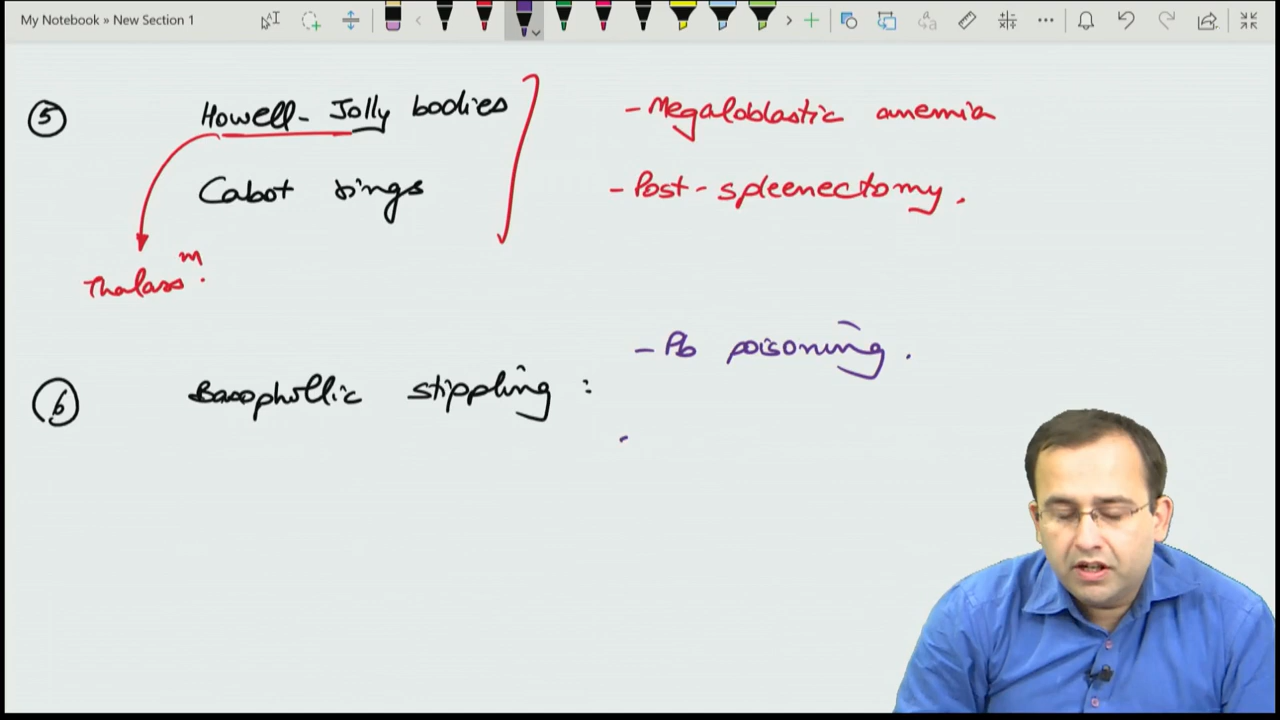 My Notebook » New Section 1
5 Howell-Jolly bodies - Megaloblastic anemia
Cabot rings - Post-spleenectomy.
Thalass m.
- Pb poisoning.
6 Basophillic stippling :